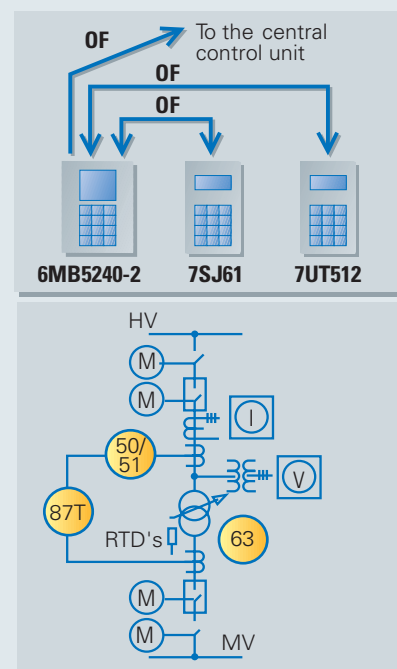 OF
To the central
control unit
OF
OF
6MB5240-2
7SJ61
7UT512
HV
M
M
I
50/
51
V
87T
RTD's
63
M
M
MV